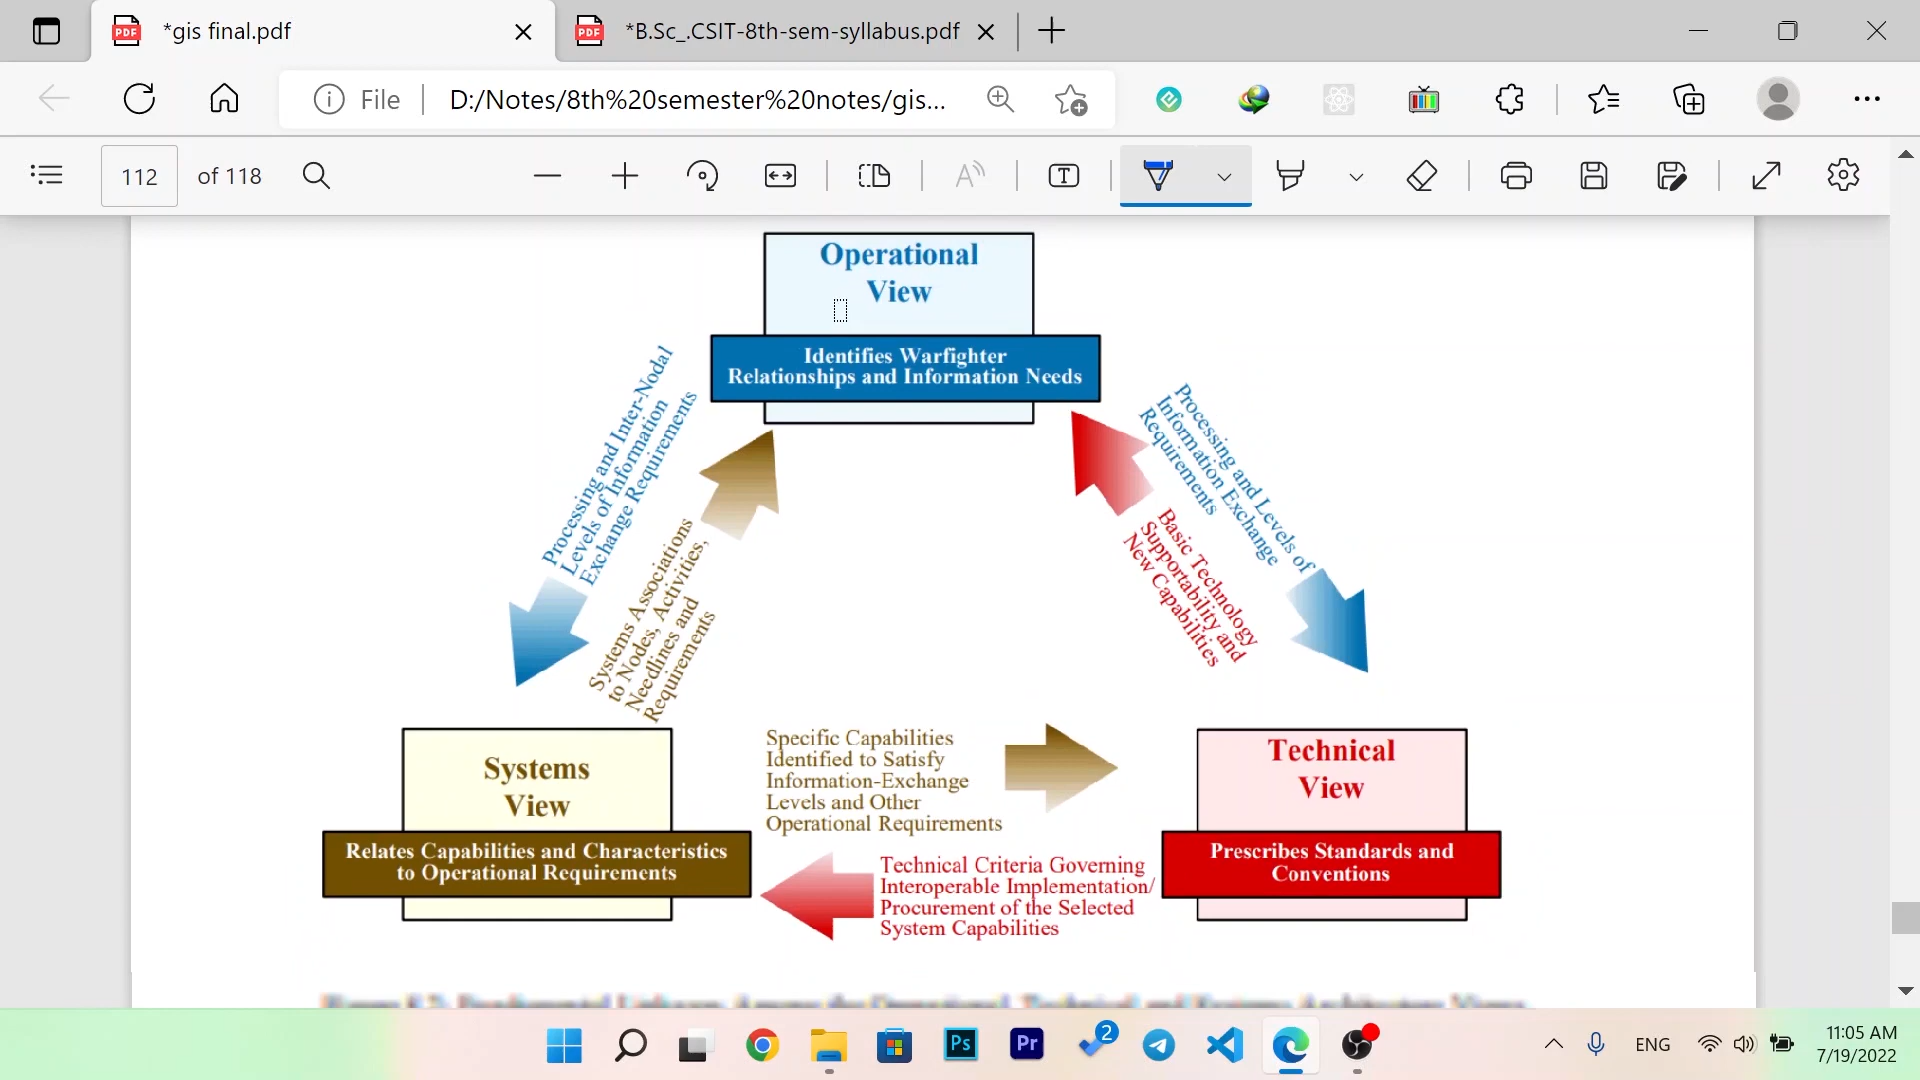 *gis final.pdf
*B.Sc_.CSIT-8th-sem-syllabus.pdf
File
D:/Notes/8th%20semester%20notes/gis...
112
of 118
Operational
View
Identifies Warfighter
Relationships and Information Needs
Processing and Inter-Nodal
Levels of Information
Exchange Requirements
Systems Associations
to Nodes, Activities,
Needlines and
Requirements
Processing and Levels of
Information Exchange
Requirements
Basic Technology
Supportability and
New Capabilities
Systems
View
Relates Capabilities and Characteristics
to Operational Requirements
Specific Capabilities
Identified to Satisfy
Information-Exchange
Levels and Other
Operational Requirements
Technical Criteria Governing
Interoperable Implementation/
Procurement of the Selected
System Capabilities
Technical
View
Prescribes Standards and
Conventions
Ps
Pr
2
ENG
11:05 AM
7/19/2022